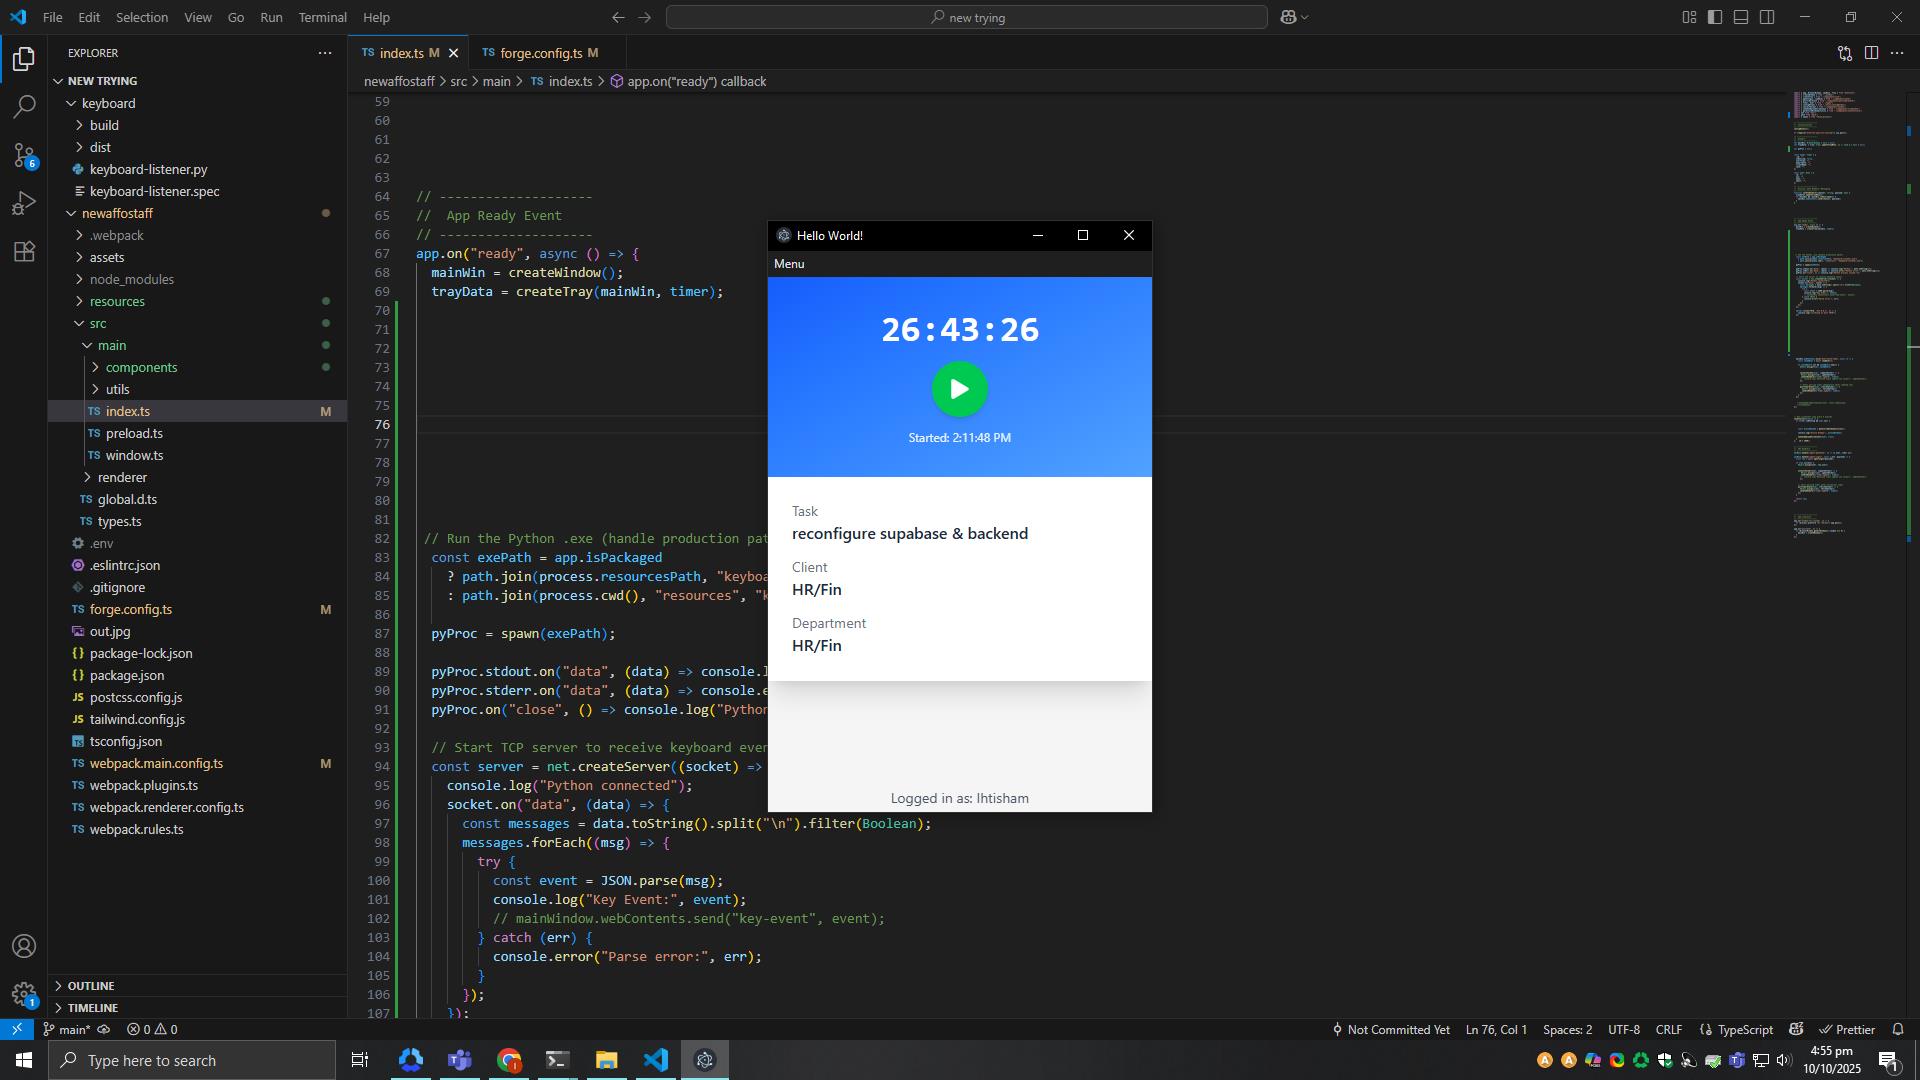 File Edit Selection View Go Run Terminal Help
new trying
EXPLORER
NEW TRYING
keyboard
build
dist
keyboard-listener.py
keyboard-listener.spec
newaffostaff
.webpack
assets
node_modules
resources
src
main
components
utils
TS index.ts M
TS preload.ts
TS window.ts
renderer
TS global.d.ts
TS types.ts
.env
.eslintrc.json
.gitignore
TS forge.config.ts M
out.jpg
{} package-lock.json
{} package.json
JS postcss.config.js
JS tailwind.config.js
tsconfig.json
TS webpack.main.config.ts M
TS webpack.plugins.ts
TS webpack.renderer.config.ts
TS webpack.rules.ts
OUTLINE
TIMELINE
6
1
TS index.ts M
TS forge.config.ts M
newaffostaff > src > main > TS index.ts > app.on("ready") callback
59
60
61
62
63
64 // --------------------
65 //  App Ready Event
66 // --------------------
67 app.on("ready", async () => {
68 mainWin = createWindow();
69 trayData = createTray(mainWin, timer);
70
71
72
73
74
75
76
77
78
79
80
81
82 // Run the Python .exe (handle production pat
83 const exePath = app.isPackaged
84 ? path.join(process.resourcesPath, "keyboa
85 : path.join(process.cwd(), "resources", "k
86
87 pyProc = spawn(exePath);
88
89 pyProc.stdout.on("data", (data) => console.l
90 pyProc.stderr.on("data", (data) => console.e
91 pyProc.on("close", () => console.log("Python
92
93 // Start TCP server to receive keyboard even
94 const server = net.createServer((socket) =>
95 console.log("Python connected");
96 socket.on("data", (data) => {
97 const messages = data.toString().split("\n").filter(Boolean);
98 messages.forEach((msg) => {
99 try {
100 const event = JSON.parse(msg);
101 console.log("Key Event:", event);
102 // mainWindow.webContents.send("key-event", event);
103 } catch (err) {
104 console.error("Parse error:", err);
105 }
106 });
107 });
Hello World!
Menu
26:43:26
Started: 2:11:48 PM
Task
reconfigure supabase & backend
Client
HR/Fin
Department
HR/Fin
Logged in as: Ihtisham
main* 0 0
Not Committed Yet Ln 76, Col 1 Spaces: 2 UTF-8 CRLF {} TypeScript Prettier
Type here to search
4:55 pm
10/10/2025
1